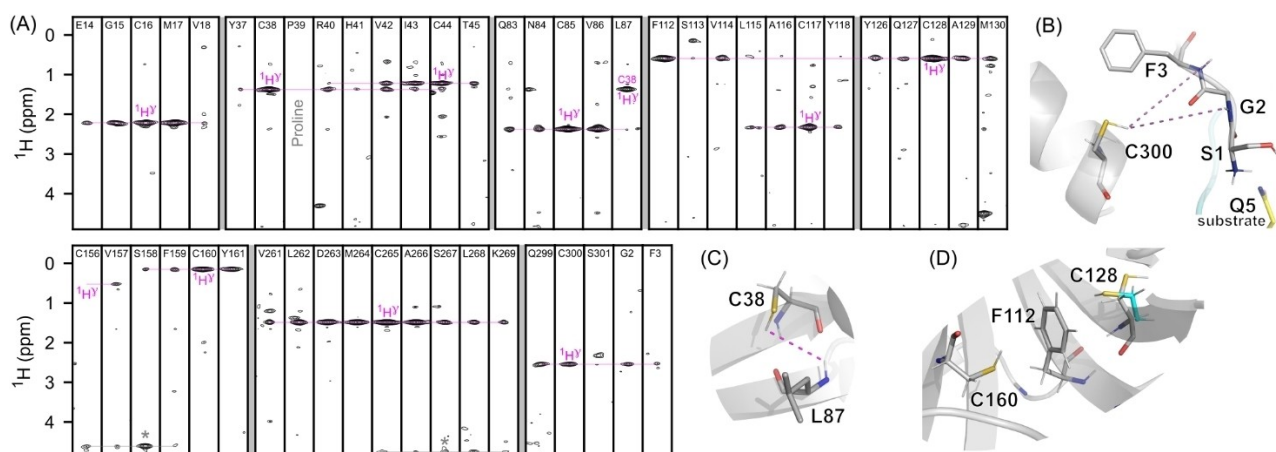 (A)
E14 G15 C16 M17 V18 Y37 C38 P39 R40 H41 V42 I43 C44 T45 Q83 N84 C85 V86 L87 F112 S113 V114 L115 A116 C117 Y118 Y126 Q127 C128 A129 M130
0
1
2
3
4
¹H (ppm)
¹Hᵞ
¹Hᵞ
Proline
¹Hᵞ
¹Hᵞ
C38
¹Hᵞ
¹Hᵞ
¹Hᵞ
(B)
F3
G2
C300
S1
Q5
substrate
C156 V157 S158 F159 C160 Y161 V261 L262 D263 M264 C265 A266 S267 L268 K269 Q299 C300 S301 G2 F3
0
1
2
3
4
¹H (ppm)
¹Hᵞ
¹Hᵞ
¹Hᵞ
¹Hᵞ
*
*
(C)
C38
L87
(D)
C128
F112
C160